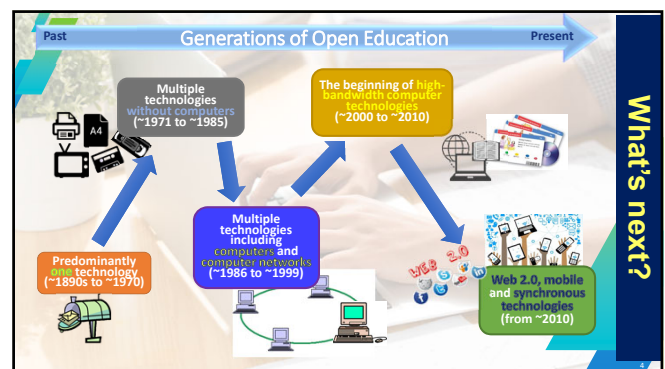 Past
Generations of Open Education
Present
Multiple
technologies
without computers
(~1971 to ~1985)
The beginning of high-
bandwidth computer
technologies
(~2000 to ~2010)
A4
What's next?
Multiple
technologies
including
computers and
computer networks
(~1986 to ~1999)
Predominantly
one technology
(~1890s to ~1970)
WEB 2.0
Web 2.0, mobile
and synchronous
technologies
(from ~2010)
4